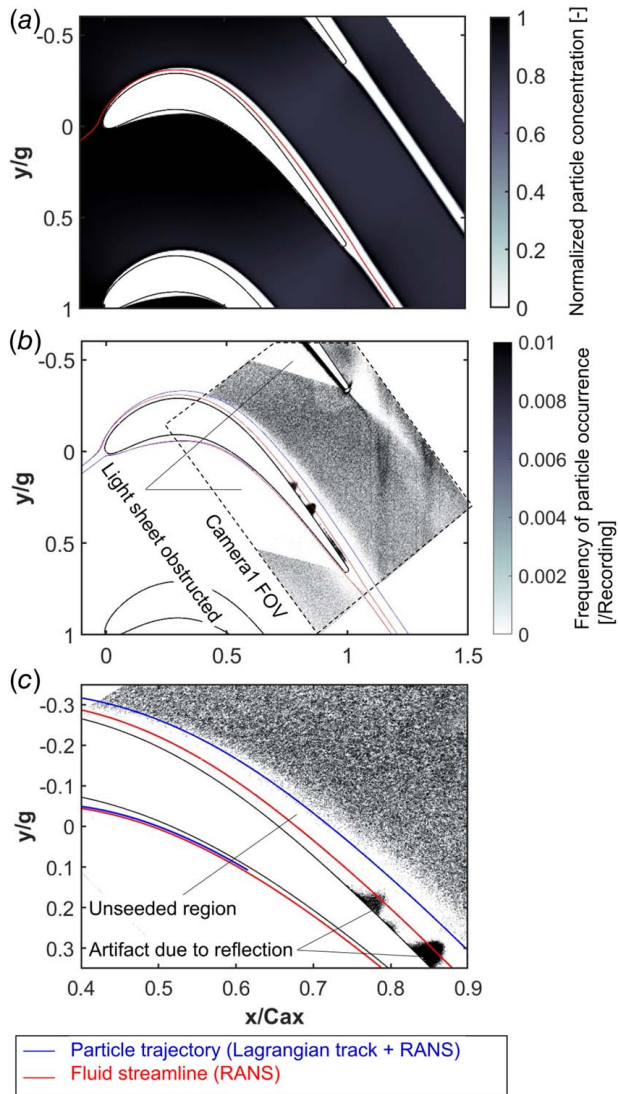 (a)
-0.5
0
0.5
1
y/g
1
0.8
0.6
0.4
0.2
0
Normalized particle concentration [-]
(b)
-0.5
0
0.5
1
y/g
0
0.5
1
1.5
Light sheet obstructed
Camera1 FOV
0.01
0.008
0.006
0.004
0.002
0
Frequency of particle occurrence
[/Recording]
(c)
-0.3
-0.2
-0.1
0
0.1
0.2
0.3
y/g
Unseeded region
Artifact due to reflection
0.4
0.5
0.6
0.7
0.8
0.9
x/Cax
Particle trajectory (Lagrangian track + RANS)
Fluid streamline (RANS)